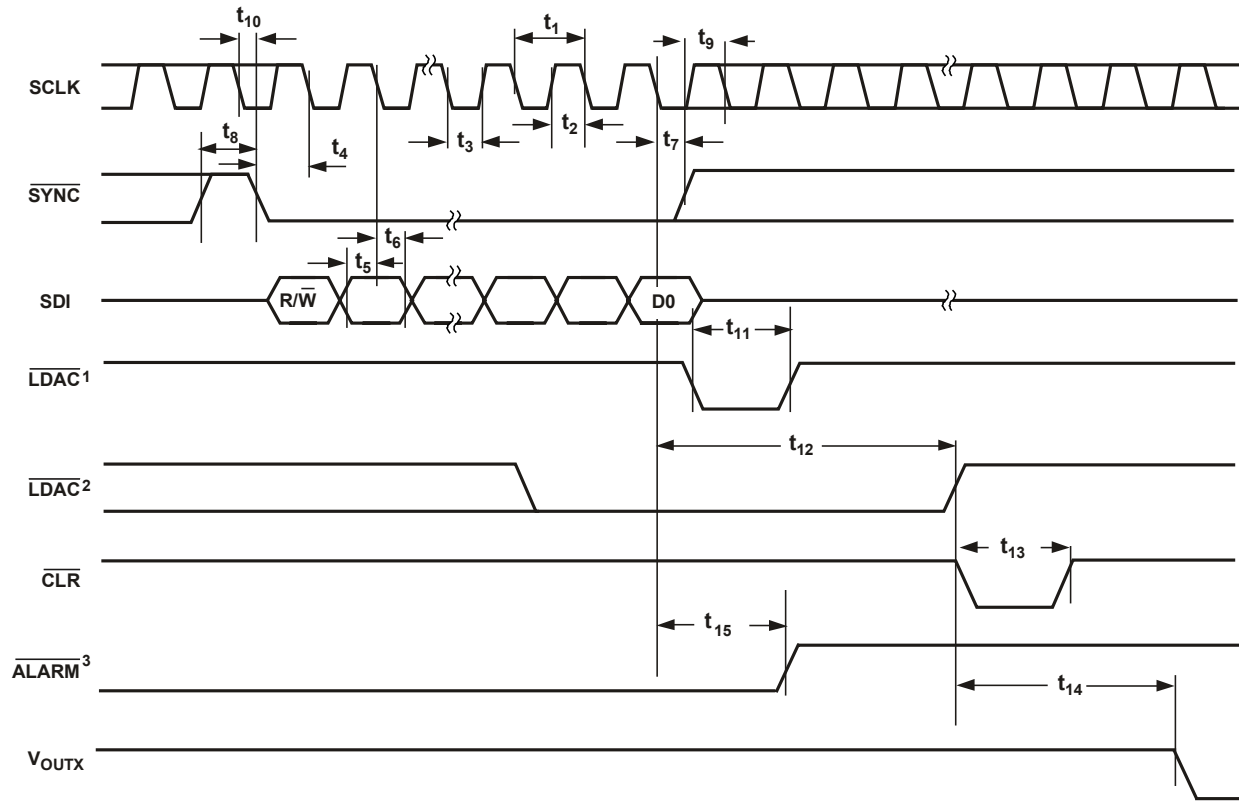 t10
t1
t9
SCLK
t8
t4
t3
t2
t7
SYNC
t6
t5
SDI
R/W
D0
t11
LDAC1
t12
LDAC2
t13
CLR
t15
ALARM3
t14
VOUTX